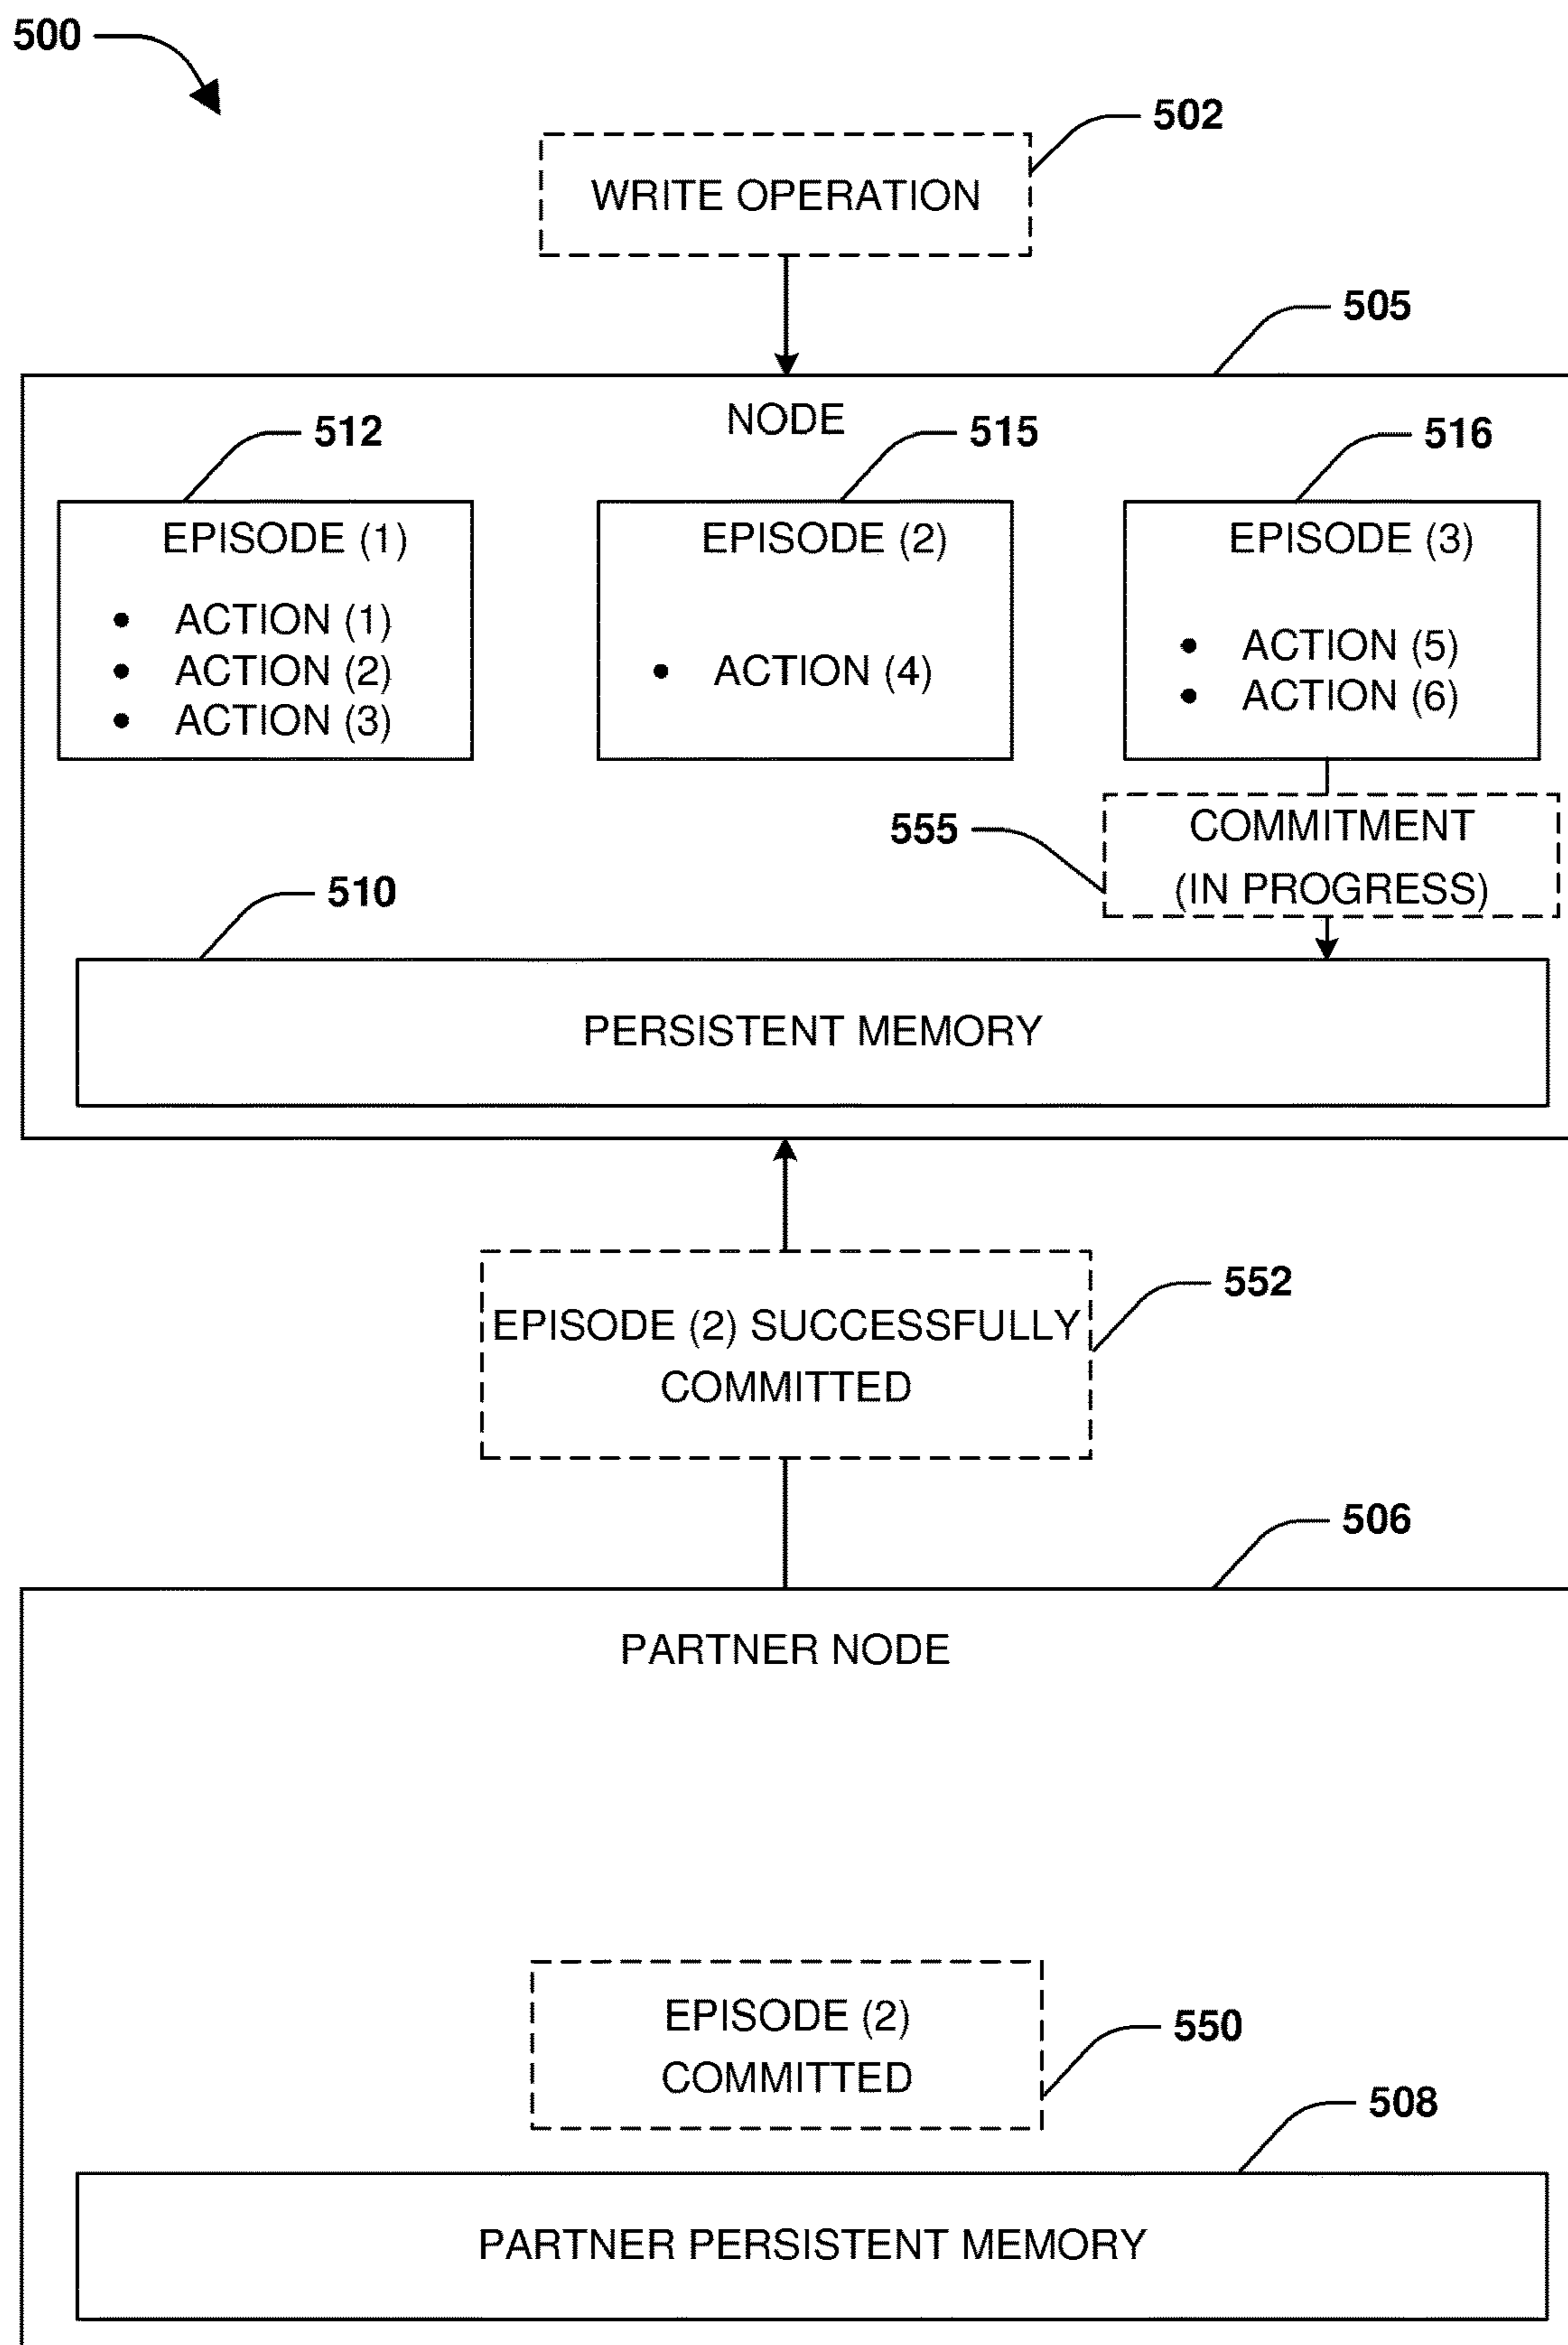 500
502
WRITE OPERATION
505
NODE
512
515
516
EPISODE (1)
• ACTION (1)
• ACTION (2)
• ACTION (3)
EPISODE (2)
• ACTION (4)
EPISODE (3)
• ACTION (5)
• ACTION (6)
555
COMMITMENT
(IN PROGRESS)
510
PERSISTENT MEMORY
552
EPISODE (2) SUCCESSFULLY
COMMITTED
506
PARTNER NODE
EPISODE (2)
COMMITTED
550
508
PARTNER PERSISTENT MEMORY